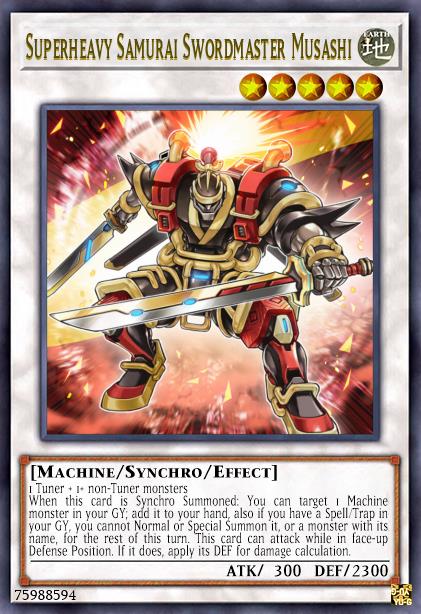 Superheavy Samurai Swordmaster Musashi
EARTH
地
[Machine/Synchro/Effect]
1 Tuner + 1+ non-Tuner monsters
When this card is Synchro Summoned: You can target 1 Machine
monster in your GY; add it to your hand, also if you have a Spell/Trap
in your GY, you cannot Normal or Special Summon it, or a monster with its
name, for the rest of this turn. This card can attack while in face-up
Defense Position. If it does, apply its DEF for damage calculation.
ATK/ 300 DEF/2300
75988594